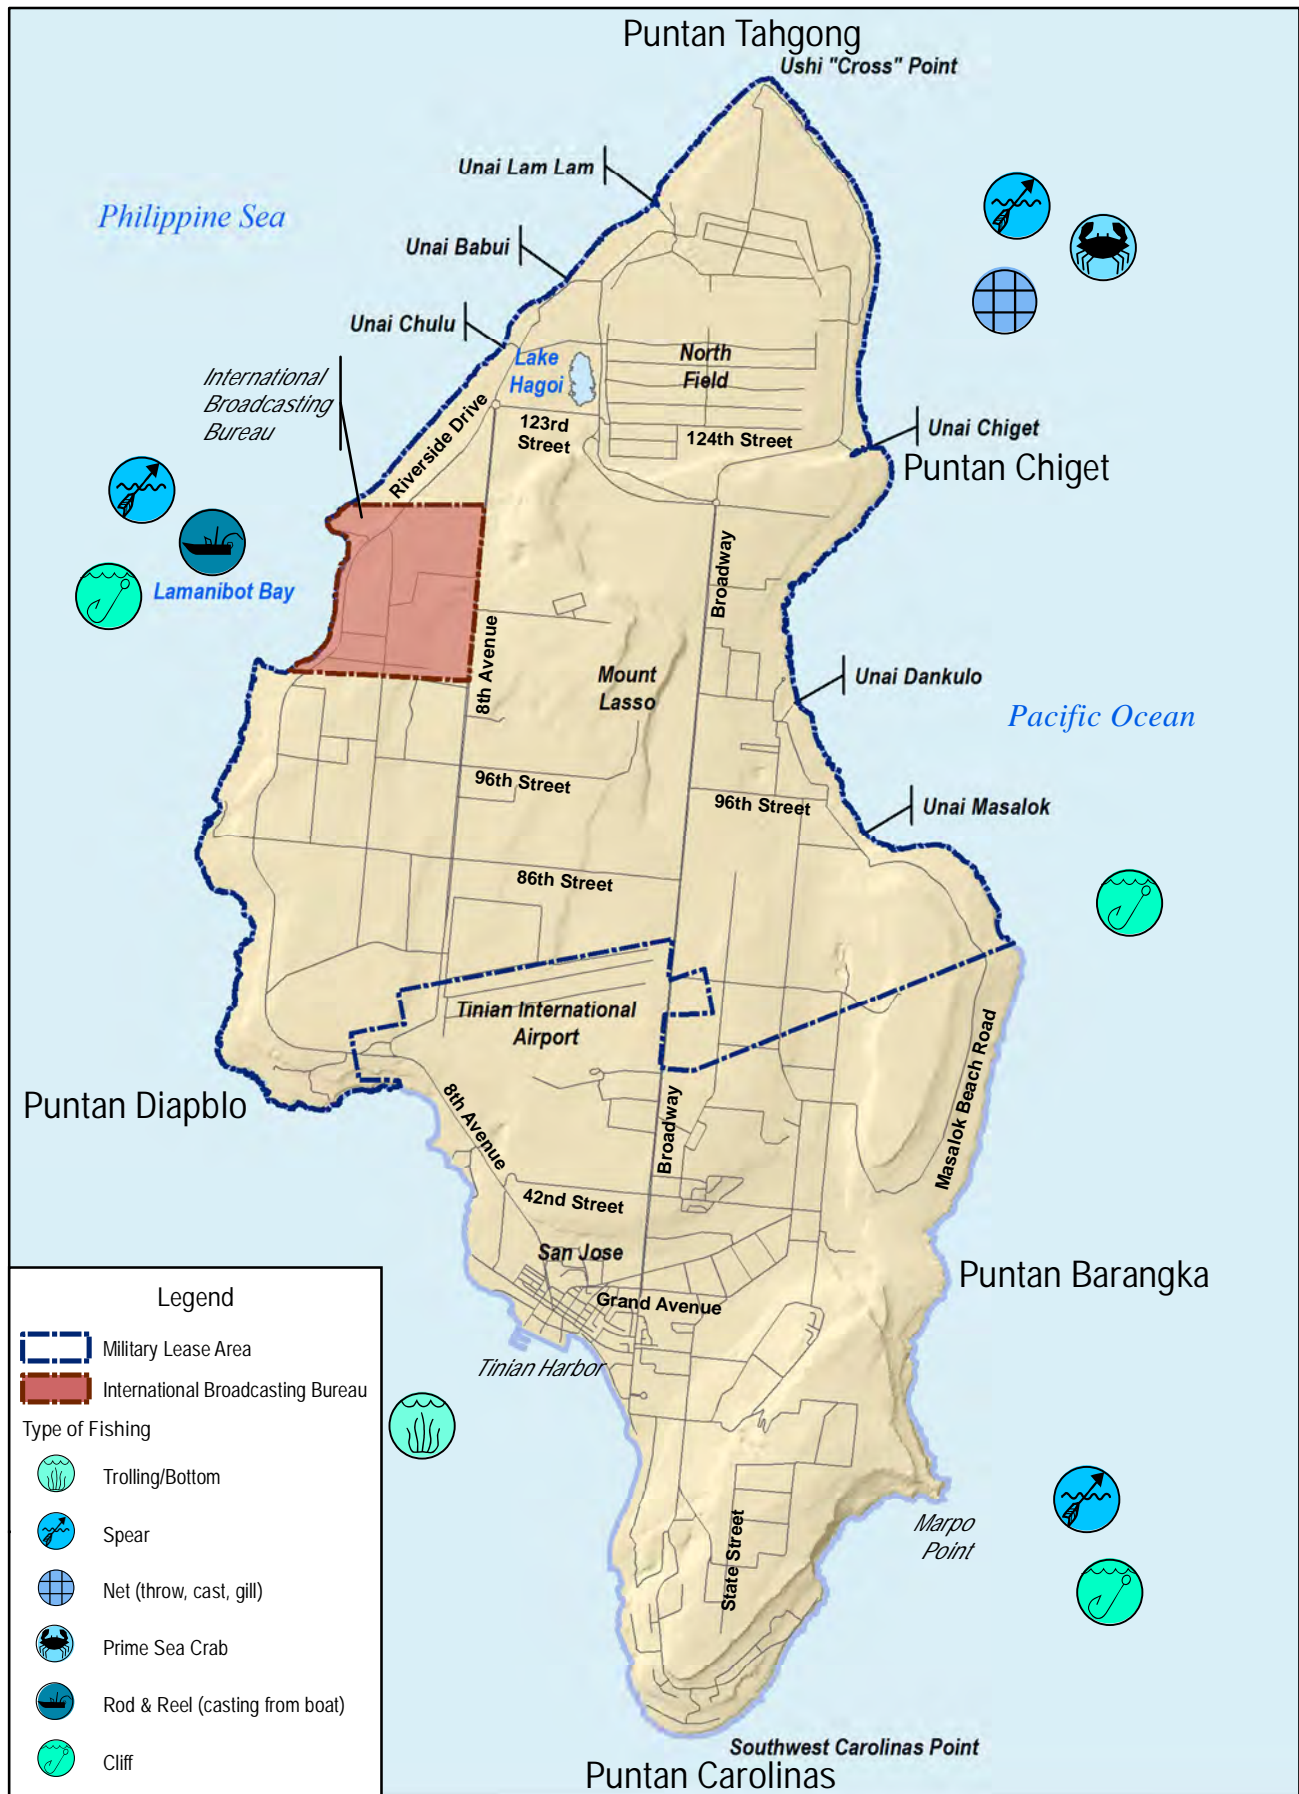 Puntan Tahgong
Ushi "Cross" Point
Unai Lam Lam
Philippine Sea
Unai Babui
Unai Chulu
Lake
Hagoi
North
Field
International
Broadcasting
Bureau
Riverside Drive
123rd
Street
124th Street
Unai Chiget
Puntan Chiget
Lamanibot Bay
Broadway
8th Avenue
Mount
Lasso
Unai Dankulo
Pacific Ocean
96th Street
96th Street
Unai Masalok
86th Street
Tinian International
Airport
Masalok Beach Road
Puntan Diapblo
8th Avenue
Broadway
42nd Street
San Jose
Grand Avenue
Puntan Barangka
Tinian Harbor
Marpo
Point
State Street
Southwest Carolinas Point
Puntan Carolinas
Legend
Military Lease Area
International Broadcasting Bureau
Type of Fishing
Trolling/Bottom
Spear
Net (throw, cast, gill)
Prime Sea Crab
Rod & Reel (casting from boat)
Cliff